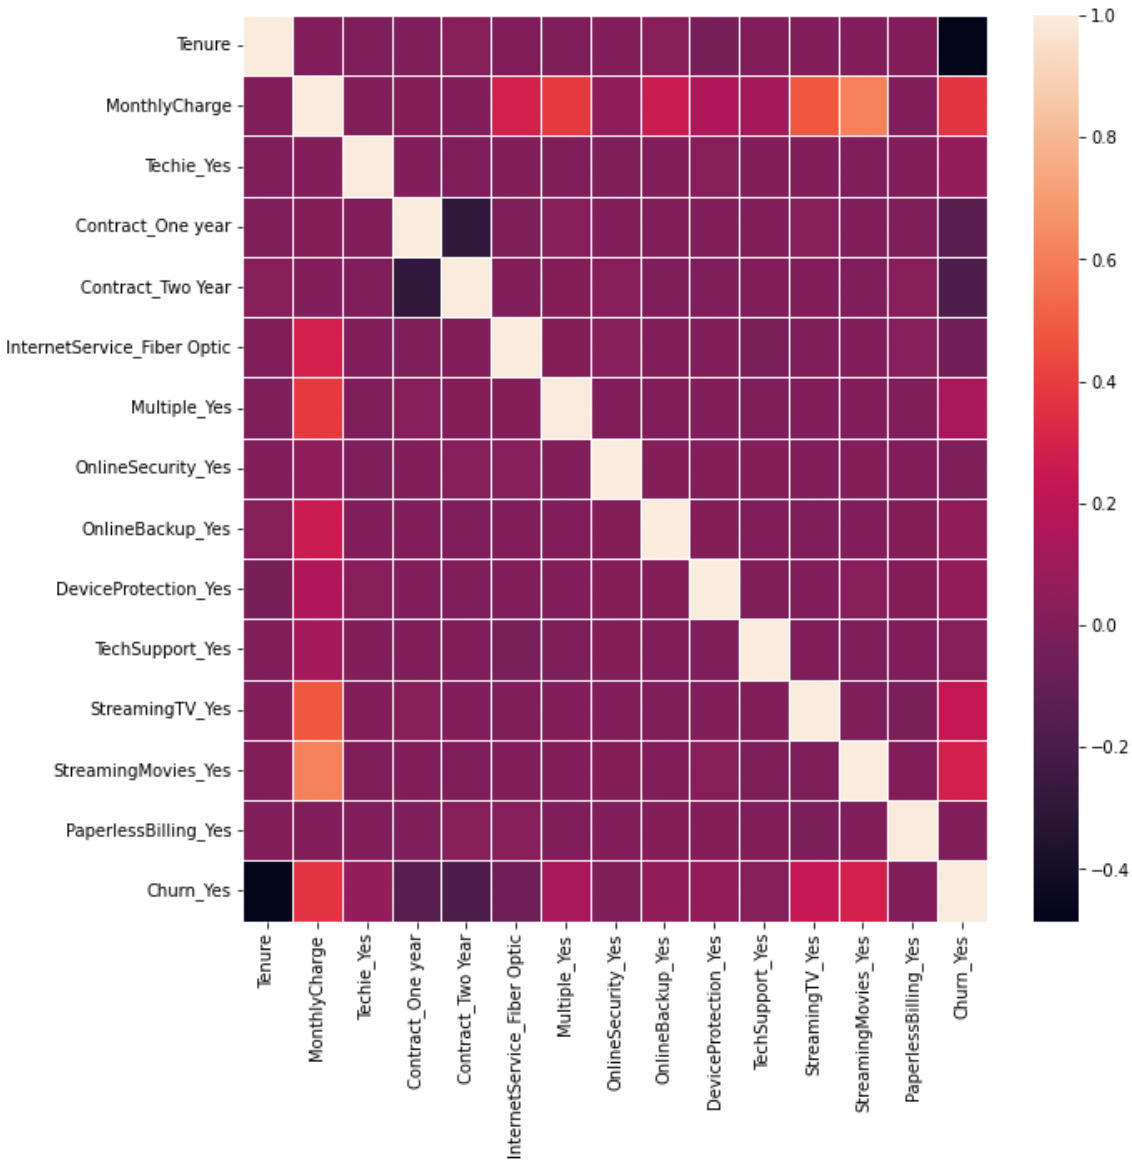 Tenure
MonthlyCharge
Techie_Yes
Contract_One year
Contract_Two Year
InternetService_Fiber Optic
Multiple_Yes
OnlineSecurity_Yes
OnlineBackup_Yes
DeviceProtection_Yes
TechSupport_Yes
StreamingTV_Yes
StreamingMovies_Yes
PaperlessBilling_Yes
Churn_Yes
Tenure
MonthlyCharge
Techie_Yes
Contract_One year
Contract_Two Year
InternetService_Fiber Optic
Multiple_Yes
OnlineSecurity_Yes
OnlineBackup_Yes
DeviceProtection_Yes
TechSupport_Yes
StreamingTV_Yes
StreamingMovies_Yes
PaperlessBilling_Yes
Churn_Yes
1.0
0.8
0.6
0.4
0.2
0.0
−0.2
−0.4